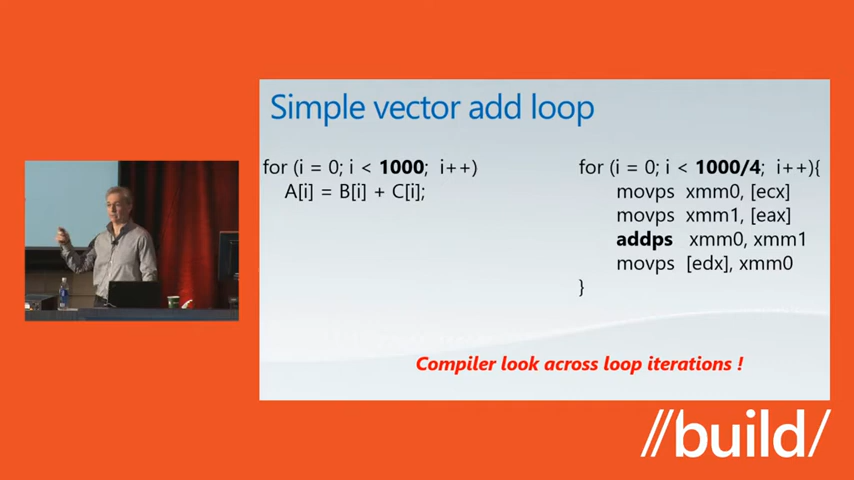 Simple vector add loop
for (i = 0; i < 1000; i++)
A[i] = B[i] + C[i];
for (i = 0; i < 1000/4; i++){
movps xmm0, [ecx]
movps xmm1, [eax]
addps xmm0, xmm1
movps [edx], xmm0
}
Compiler look across loop iterations !
//build/